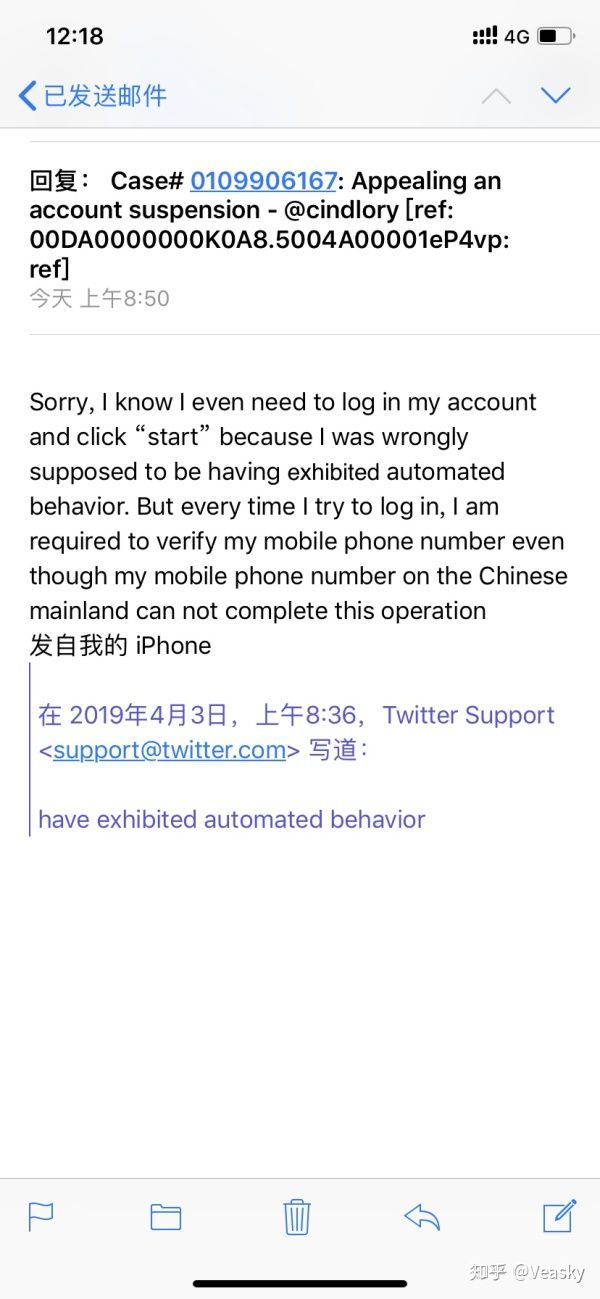 12:18
4G
已发送邮件
回复： Case# 0109906167: Appealing an
account suspension - @cindlory [ref:
00DA0000000K0A8.5004A00001eP4vp:
ref]
今天 上午8:50
Sorry, I know I even need to log in my account
and click “start” because I was wrongly
supposed to be having exhibited automated
behavior. But every time I try to log in, I am
required to verify my mobile phone number even
though my mobile phone number on the Chinese
mainland can not complete this operation
发自我的 iPhone
在 2019年4月3日，上午8:36，Twitter Support
<support@twitter.com> 写道：
have exhibited automated behavior
知乎 @Veasky